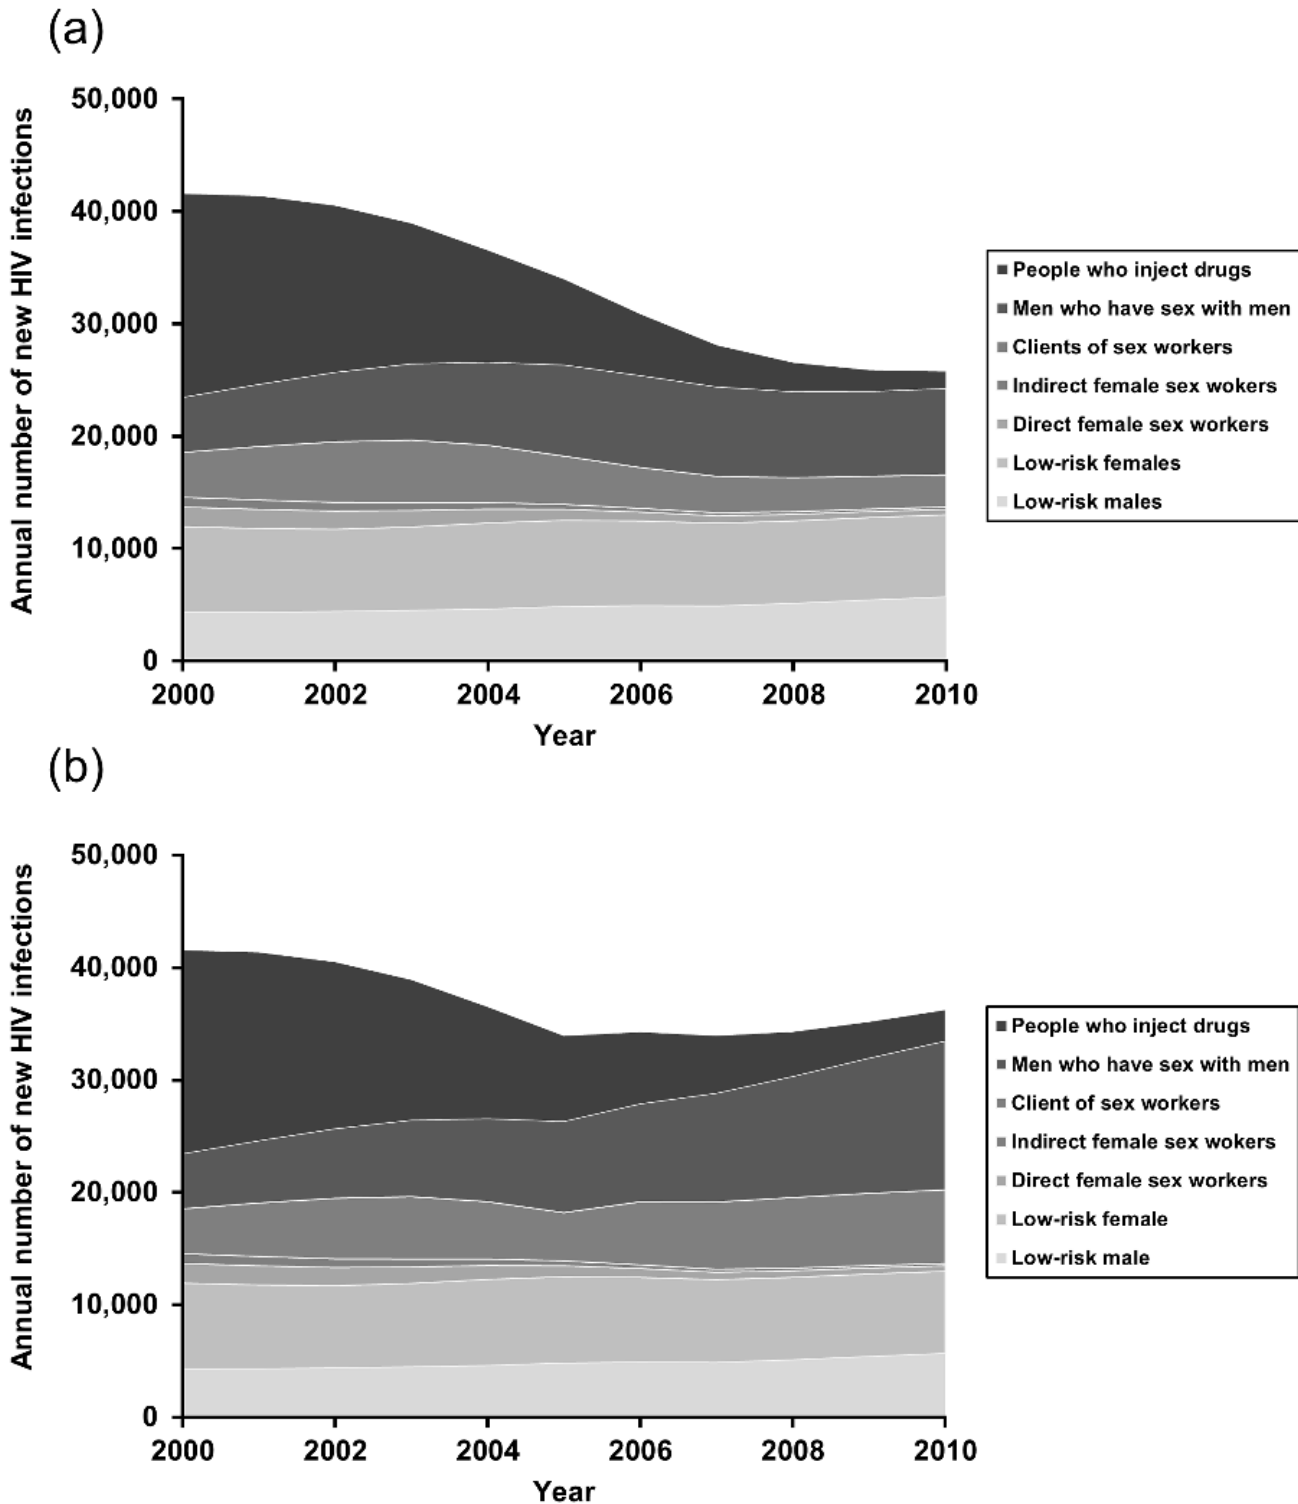 (a)
Annual number of new HIV infections
50,000
40,000
30,000
20,000
10,000
0
2000 2002 2004 2006 2008 2010
Year
People who inject drugs
Men who have sex with men
Clients of sex workers
Indirect female sex wokers
Direct female sex workers
Low-risk females
Low-risk males
(b)
Annual number of new HIV infections
50,000
40,000
30,000
20,000
10,000
0
2000 2002 2004 2006 2008 2010
Year
People who inject drugs
Men who have sex with men
Client of sex workers
Indirect female sex wokers
Direct female sex workers
Low-risk female
Low-risk male